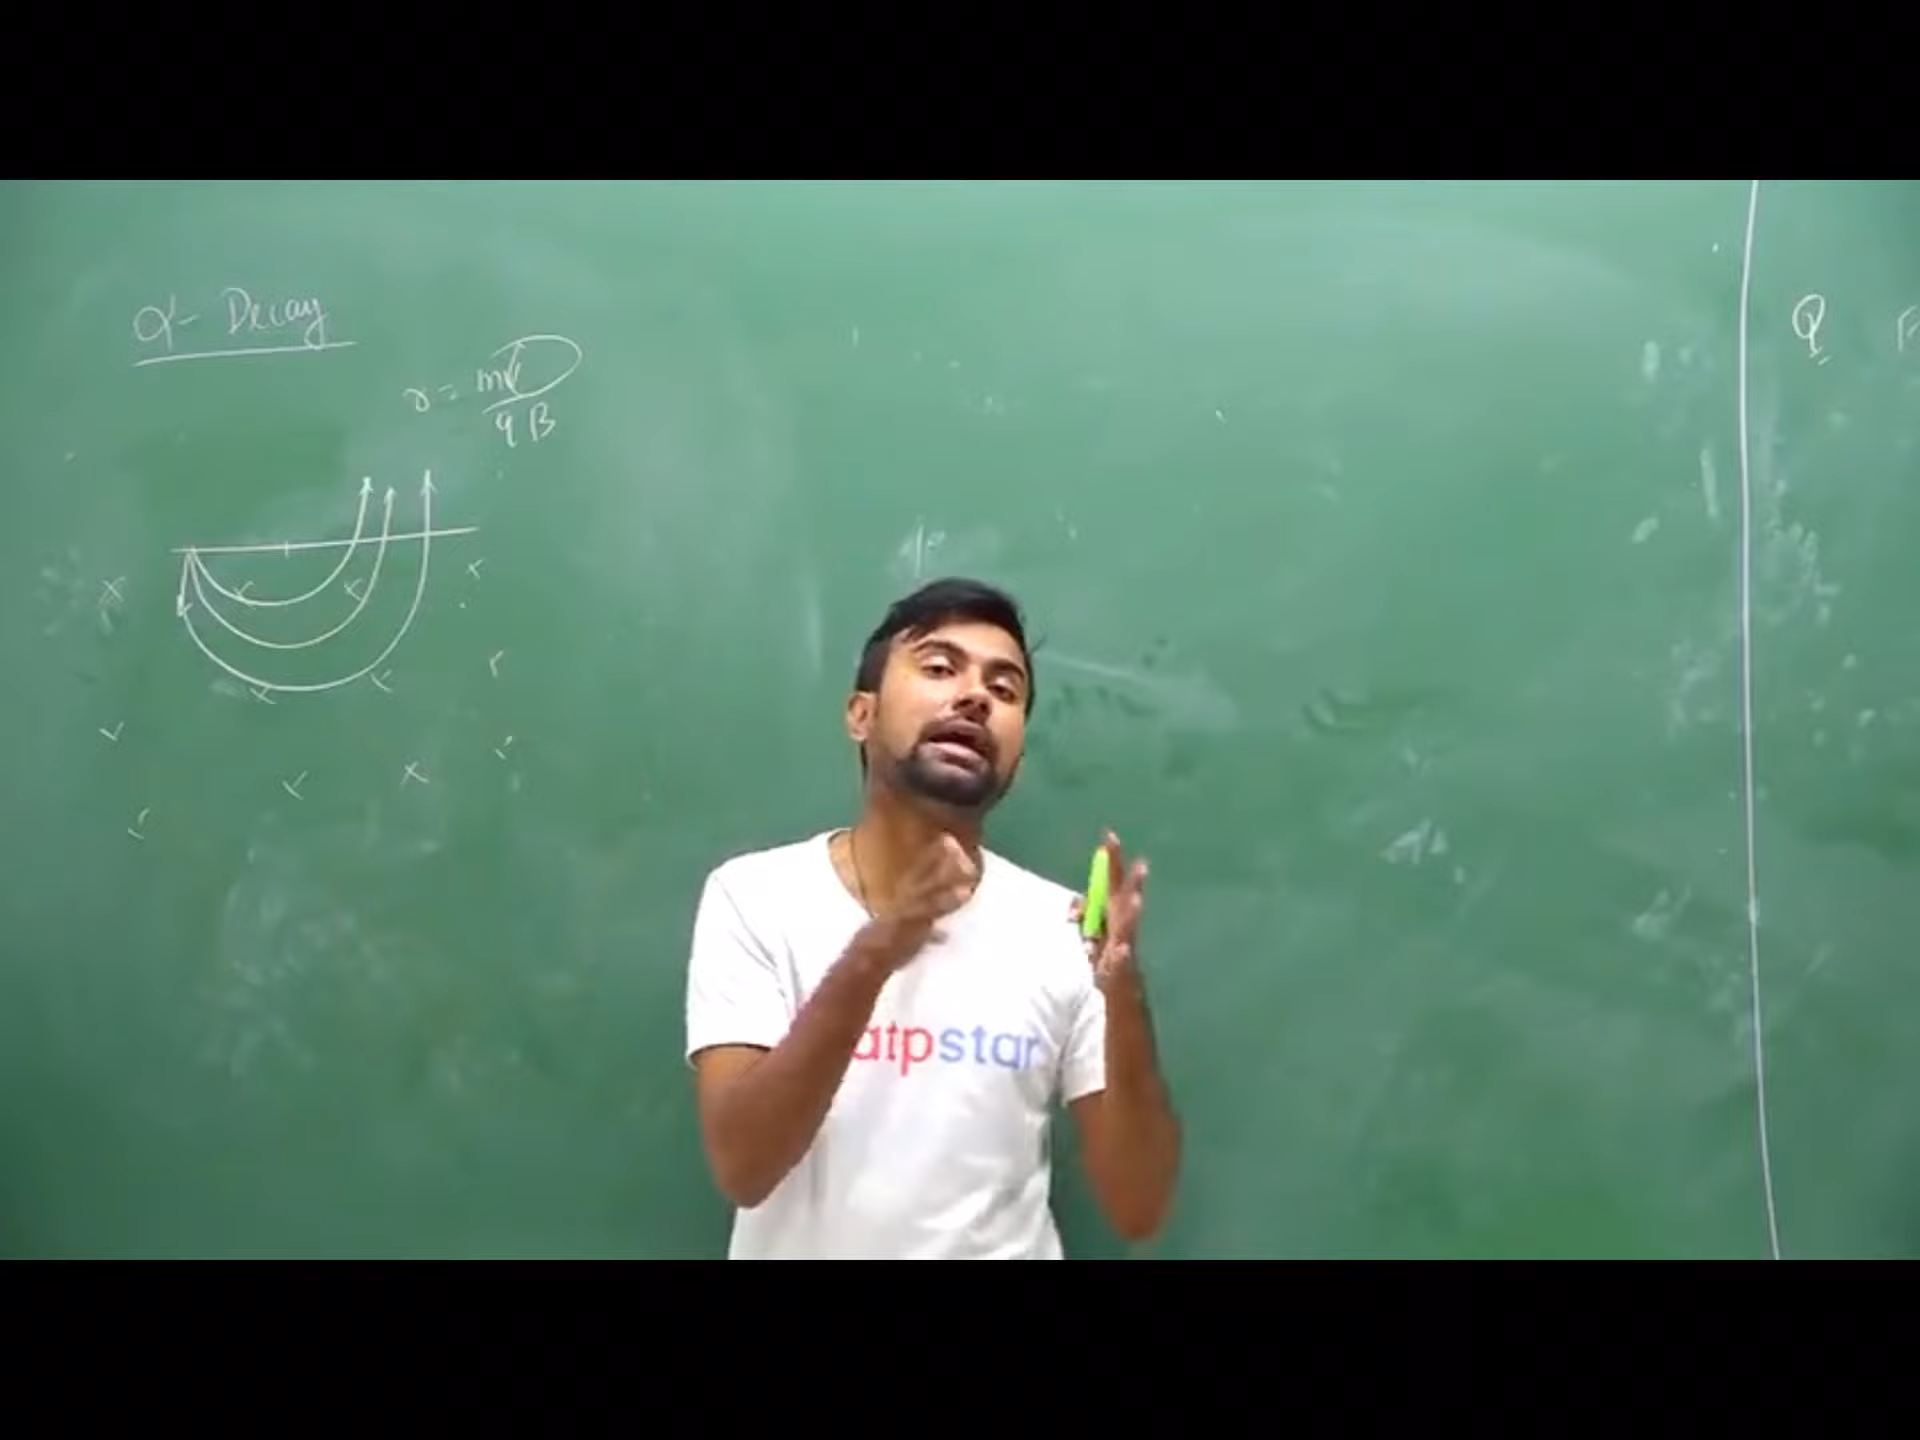 α- Decay
r = mv
qB
Q
atpstar